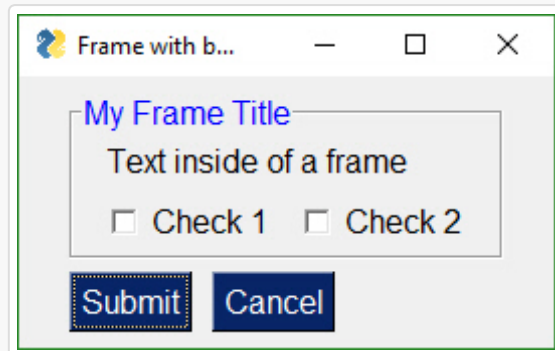 Frame with b...
My Frame Title
Text inside of a frame
Check 1 Check 2
Submit Cancel